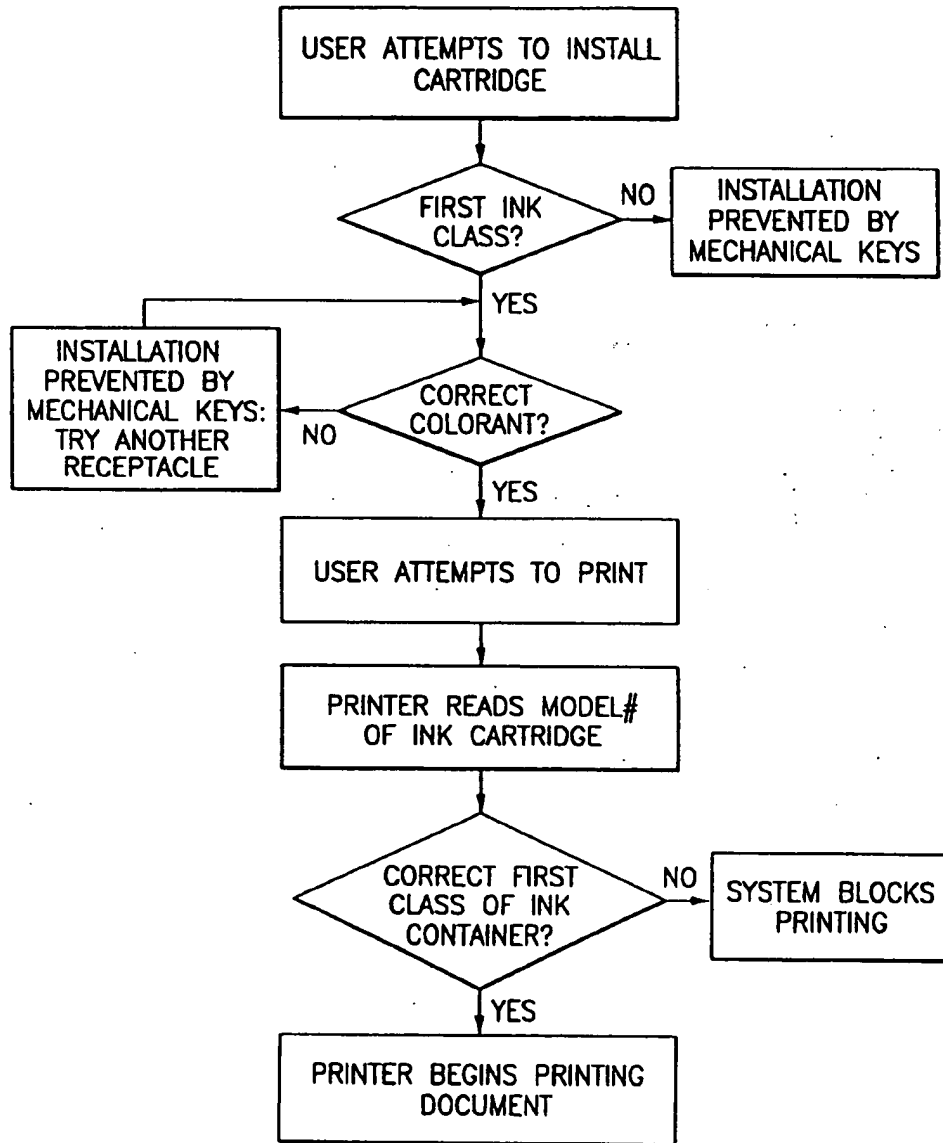 USER ATTEMPTS TO INSTALL
CARTRIDGE
FIRST INK
CLASS?
NO
INSTALLATION
PREVENTED BY
MECHANICAL KEYS
YES
INSTALLATION
PREVENTED BY
MECHANICAL KEYS:
TRY ANOTHER
RECEPTACLE
NO
CORRECT
COLORANT?
YES
USER ATTEMPTS TO PRINT
PRINTER READS MODEL#
OF INK CARTRIDGE
CORRECT FIRST
CLASS OF INK
CONTAINER?
NO
SYSTEM BLOCKS
PRINTING
YES
PRINTER BEGINS PRINTING
DOCUMENT